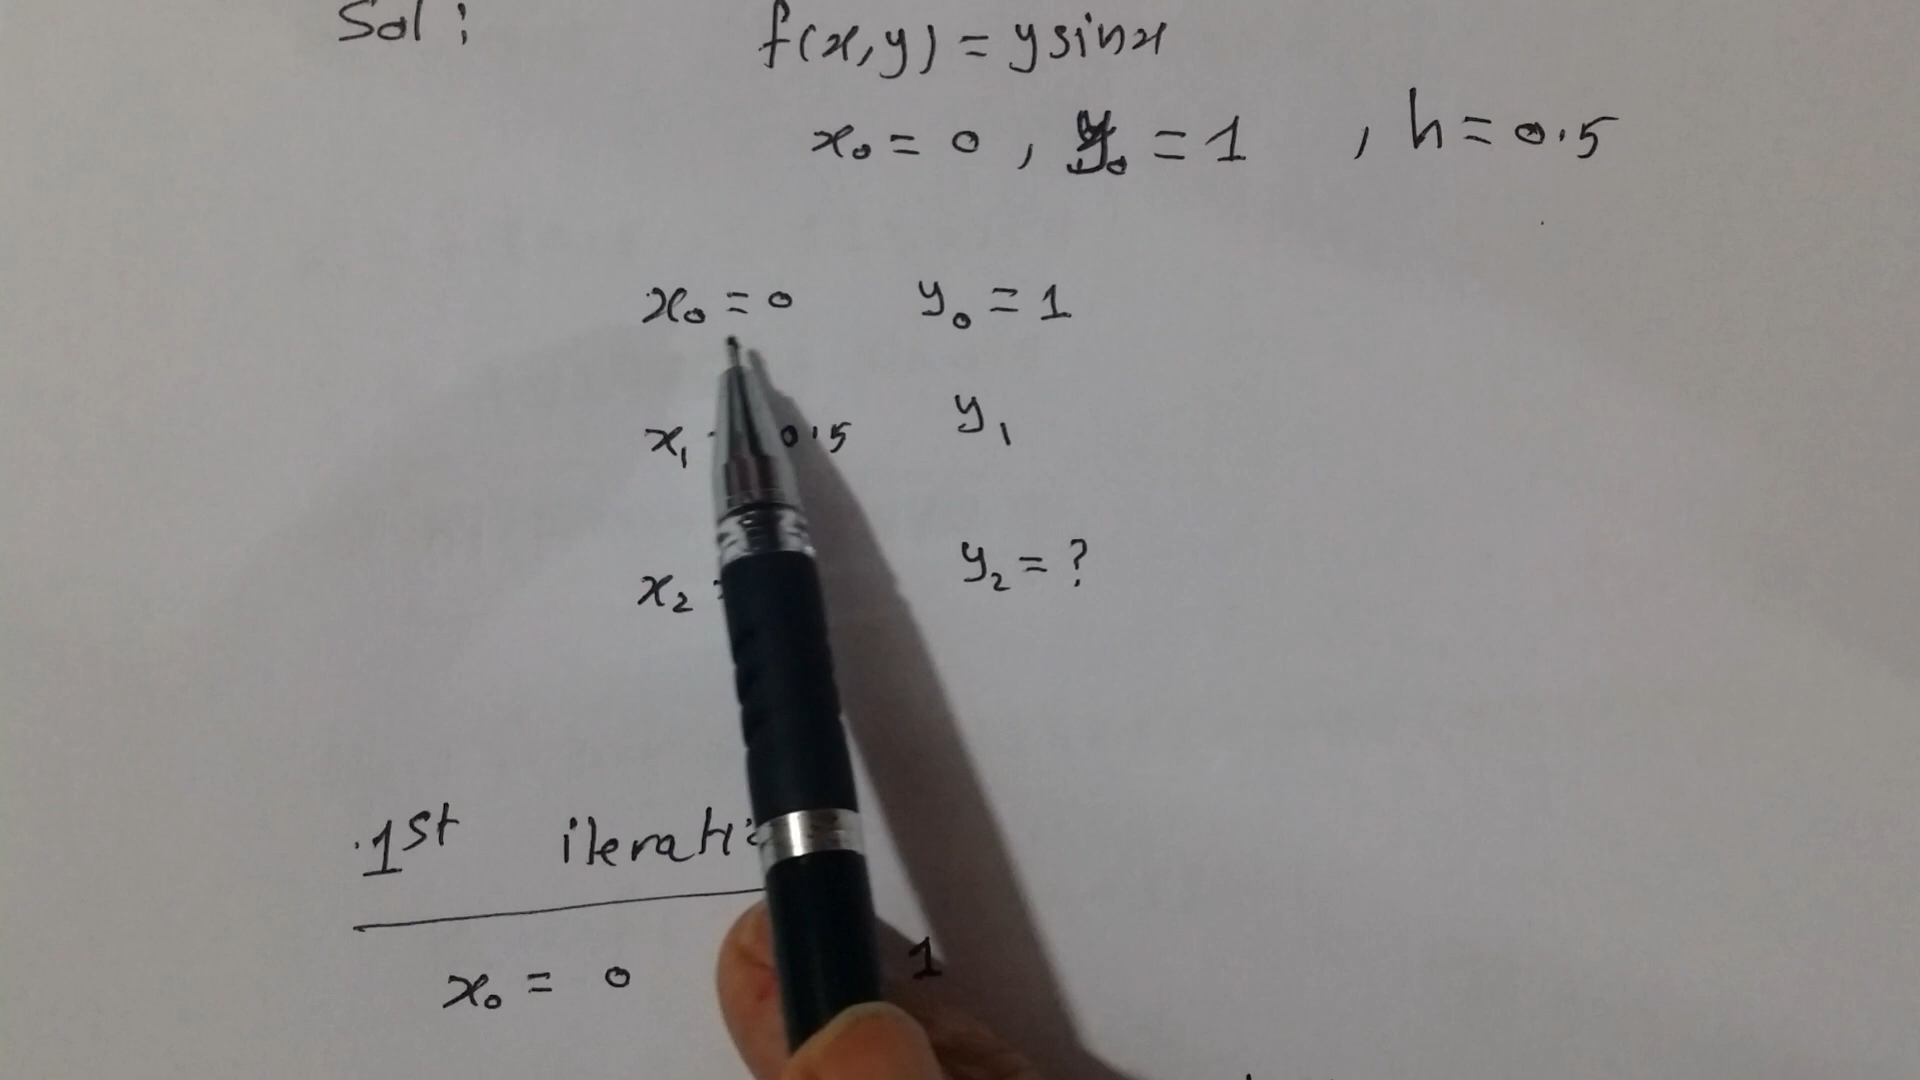 Sol :
f(x,y) = y sin x
x₀ = 0 , y₀ = 1 , h = 0.5
x₀ = 0 y₀ = 1
x₁ 0.5 y₁
x₂ y₂ = ?
1st
x₀ = 0 1